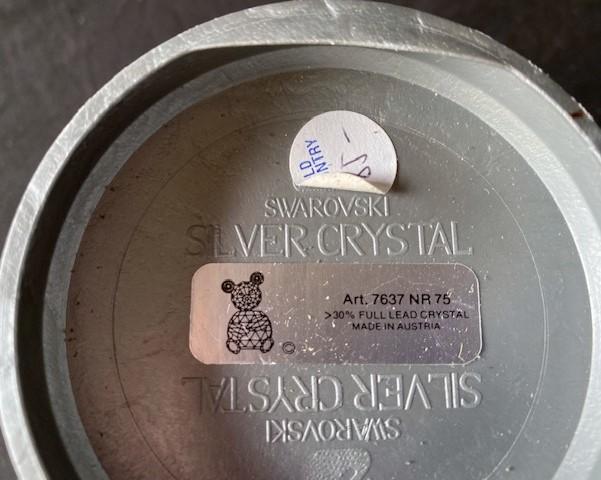 LD
NTRY
SWAROVSKI
SILVER CRYSTAL
Art. 7637 NR 75
>30% FULL LEAD CRYSTAL
MADE IN AUSTRIA
©
SILVER CRYSTAL
SWAROVSKI